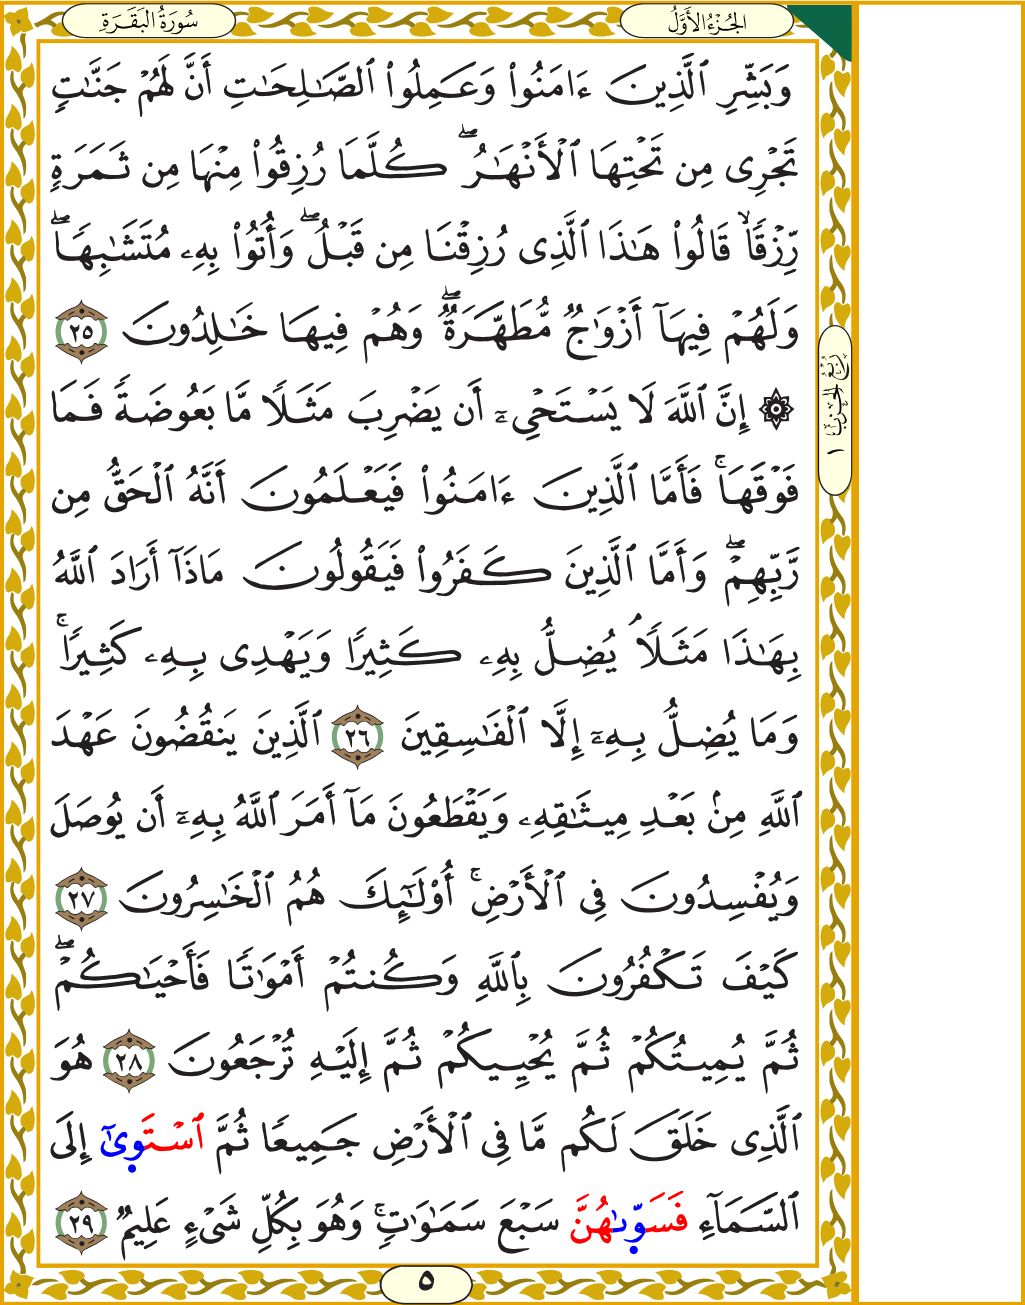 سُورَةُ الْبَقَرَةِ
الجُزْءُ الأَوَّلُ
وَبَشِّرِ ٱلَّذِينَ ءَامَنُوا۟ وَعَمِلُوا۟ ٱلصَّـٰلِحَـٰتِ أَنَّ لَهُمْ جَنَّـٰتٍ
تَجْرِى مِن تَحْتِهَا ٱلْأَنْهَـٰرُ ۖ كُلَّمَا رُزِقُوا۟ مِنْهَا مِن ثَمَرَةٍ
رِّزْقًا ۙ قَالُوا۟ هَـٰذَا ٱلَّذِى رُزِقْنَا مِن قَبْلُ ۖ وَأُتُوا۟ بِهِۦ مُتَشَـٰبِهًا ۖ
وَلَهُمْ فِيهَآ أَزْوَٰجٌ مُّطَهَّرَةٌ ۖ وَهُمْ فِيهَا خَـٰلِدُونَ ٢٥
۞ إِنَّ ٱللَّهَ لَا يَسْتَحْىِۦٓ أَن يَضْرِبَ مَثَلًا مَّا بَعُوضَةً فَمَا
فَوْقَهَا ۚ فَأَمَّا ٱلَّذِينَ ءَامَنُوا۟ فَيَعْلَمُونَ أَنَّهُ ٱلْحَقُّ مِن
رَّبِّهِمْ ۖ وَأَمَّا ٱلَّذِينَ كَفَرُوا۟ فَيَقُولُونَ مَاذَآ أَرَادَ ٱللَّهُ
بِهَـٰذَا مَثَلًا ۘ يُضِلُّ بِهِۦ كَثِيرًا وَيَهْدِى بِهِۦ كَثِيرًا ۚ
وَمَا يُضِلُّ بِهِۦٓ إِلَّا ٱلْفَـٰسِقِينَ ٢٦ ٱلَّذِينَ يَنقُضُونَ عَهْدَ
ٱللَّهِ مِنۢ بَعْدِ مِيثَـٰقِهِۦ وَيَقْطَعُونَ مَآ أَمَرَ ٱللَّهُ بِهِۦٓ أَن يُوصَلَ
وَيُفْسِدُونَ فِى ٱلْأَرْضِ ۚ أُو۟لَـٰٓئِكَ هُمُ ٱلْخَـٰسِرُونَ ٢٧
كَيْفَ تَكْفُرُونَ بِٱللَّهِ وَكُنتُمْ أَمْوَٰتًا فَأَحْيَـٰكُمْ ۖ
ثُمَّ يُمِيتُكُمْ ثُمَّ يُحْيِيكُمْ ثُمَّ إِلَيْهِ تُرْجَعُونَ ٢٨ هُوَ
ٱلَّذِى خَلَقَ لَكُم مَّا فِى ٱلْأَرْضِ جَمِيعًا ثُمَّ ٱسْتَوِىٰٓ إِلَى
ٱلسَّمَآءِ فَسَوِّىٰهُنَّ سَبْعَ سَمَـٰوَٰتٍ ۚ وَهُوَ بِكُلِّ شَىْءٍ عَلِيمٌ ٢٩
رُبْعُ الحِزْبِ ١
٥